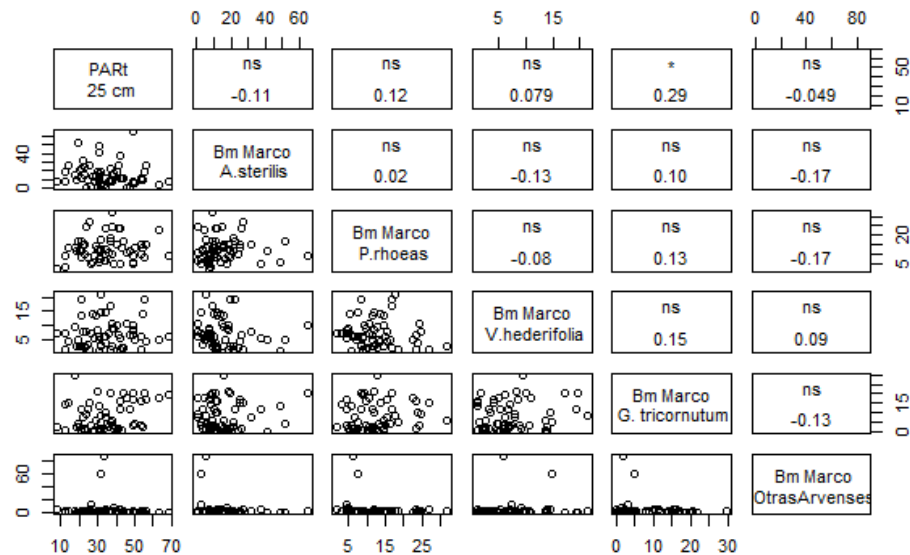 0 20 40 60
5 15
0 40 80
PARt
25 cm
ns
-0.11
ns
0.12
ns
0.079
*
0.29
ns
-0.049
10 50
0 40
Bm Marco
A.sterilis
ns
0.02
ns
-0.13
ns
0.10
ns
-0.17
Bm Marco
P.rhoeas
ns
-0.08
ns
0.13
ns
-0.17
5 20
5 15
Bm Marco
V.hederifolia
ns
0.15
ns
0.09
Bm Marco
G. tricornutum
ns
-0.13
0 15
0 60
Bm Marco
OtrasArvenses
10 30 50 70
5 15 25
0 10 20 30